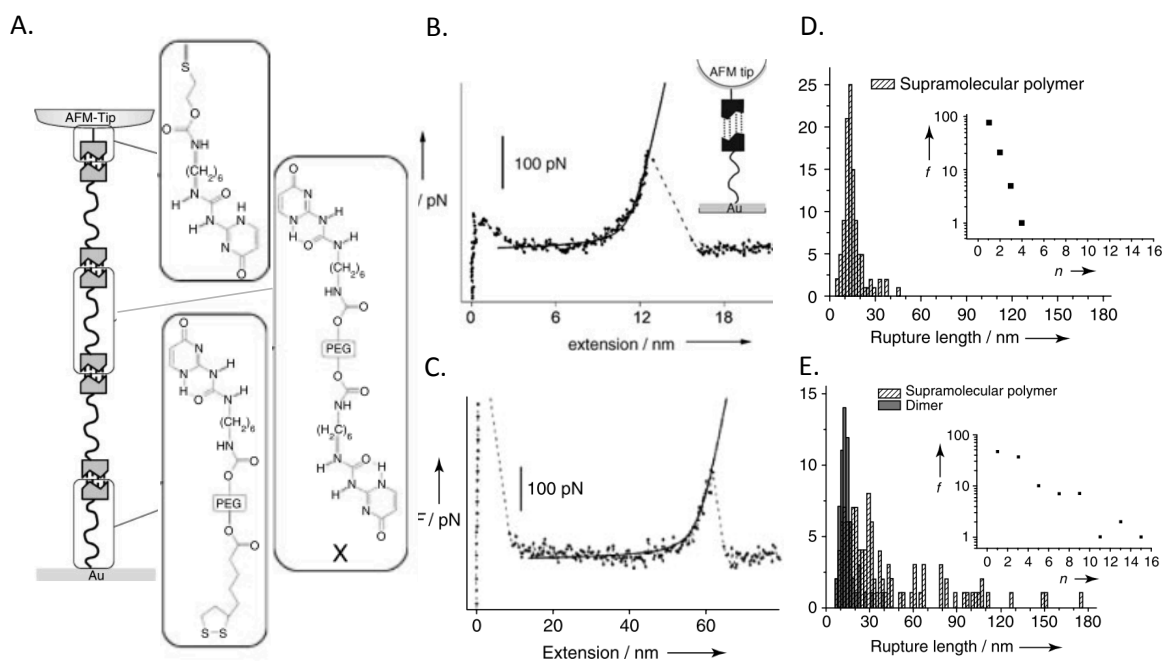 A.
AFM-Tip
S
O
O
NH
(CH₂)₆
N
H
O
N
H
H
N
N
O
Au
O
N
N
H
N
N
H
H
O
N
H
(CH₂)₆
HN
O
O
PEG
O
O
S-S
O
N
N
H
N
N
H
H
O
N
H
(CH₂)₆
HN
O
O
PEG
O
O
NH
(H₂C)₆
N
H
O
H
N
H
N
N
O
X
B.
/ pN
100 pN
AFM tip
Au
0
6
12
18
extension / nm
C.
F / pN
100 pN
0
20
40
60
Extension / nm
D.
25
20
15
10
5
0
Supramolecular polymer
100
10
1
f
0 2 4 6 8 10 12 14 16
n
0 30 60 90 120 150 180
Rupture length / nm
E.
15
10
5
0
Supramolecular polymer
Dimer
100
10
1
f
0 2 4 6 8 10 12 14 16
n
0 30 60 90 120 150 180
Rupture length / nm